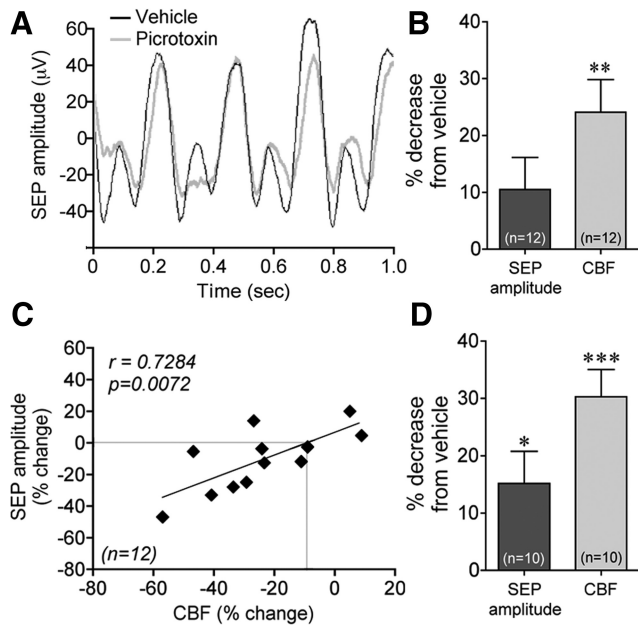 A
Vehicle
Picrotoxin
SEP amplitude (μV)
60
40
20
0
-20
-40
0
0.2
0.4
0.6
0.8
1.0
Time (sec)
B
% decrease
from vehicle
40
30
20
10
0
**
(n=12)
(n=12)
SEP
amplitude
CBF
C
SEP amplitude
(% change)
60
40
20
0
-20
-40
-60
-80
r = 0.7284
p=0.0072
(n=12)
-80
-60
-40
-20
0
20
CBF (% change)
D
% decrease
from vehicle
40
30
20
10
0
*
***
(n=10)
(n=10)
SEP
amplitude
CBF